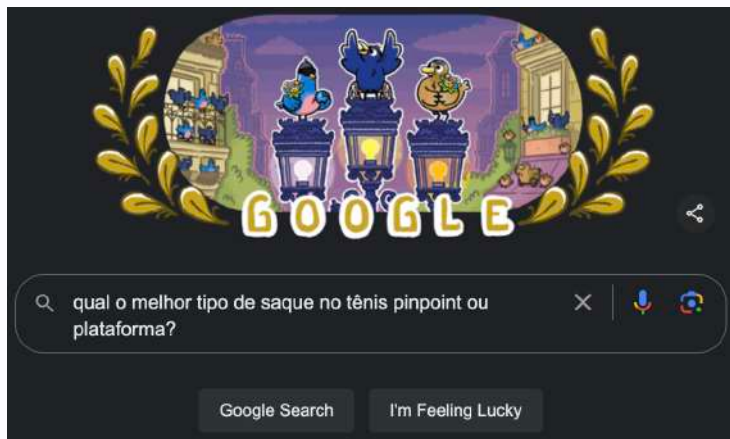 GOOGLE
qual o melhor tipo de saque no tênis pinpoint ou
plataforma?
Google Search
I'm Feeling Lucky